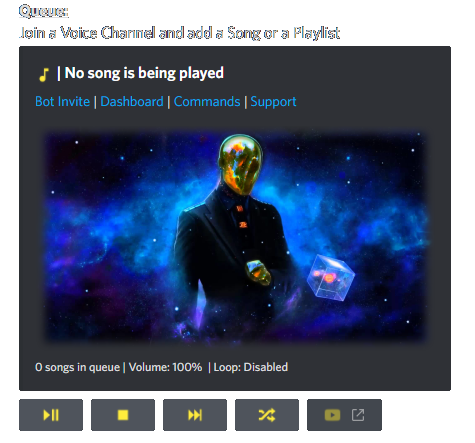 Queue:
Join a Voice Channel and add a Song or a Playlist
| No song is being played
Bot Invite | Dashboard | Commands | Support
0 songs in queue | Volume: 100% | Loop: Disabled